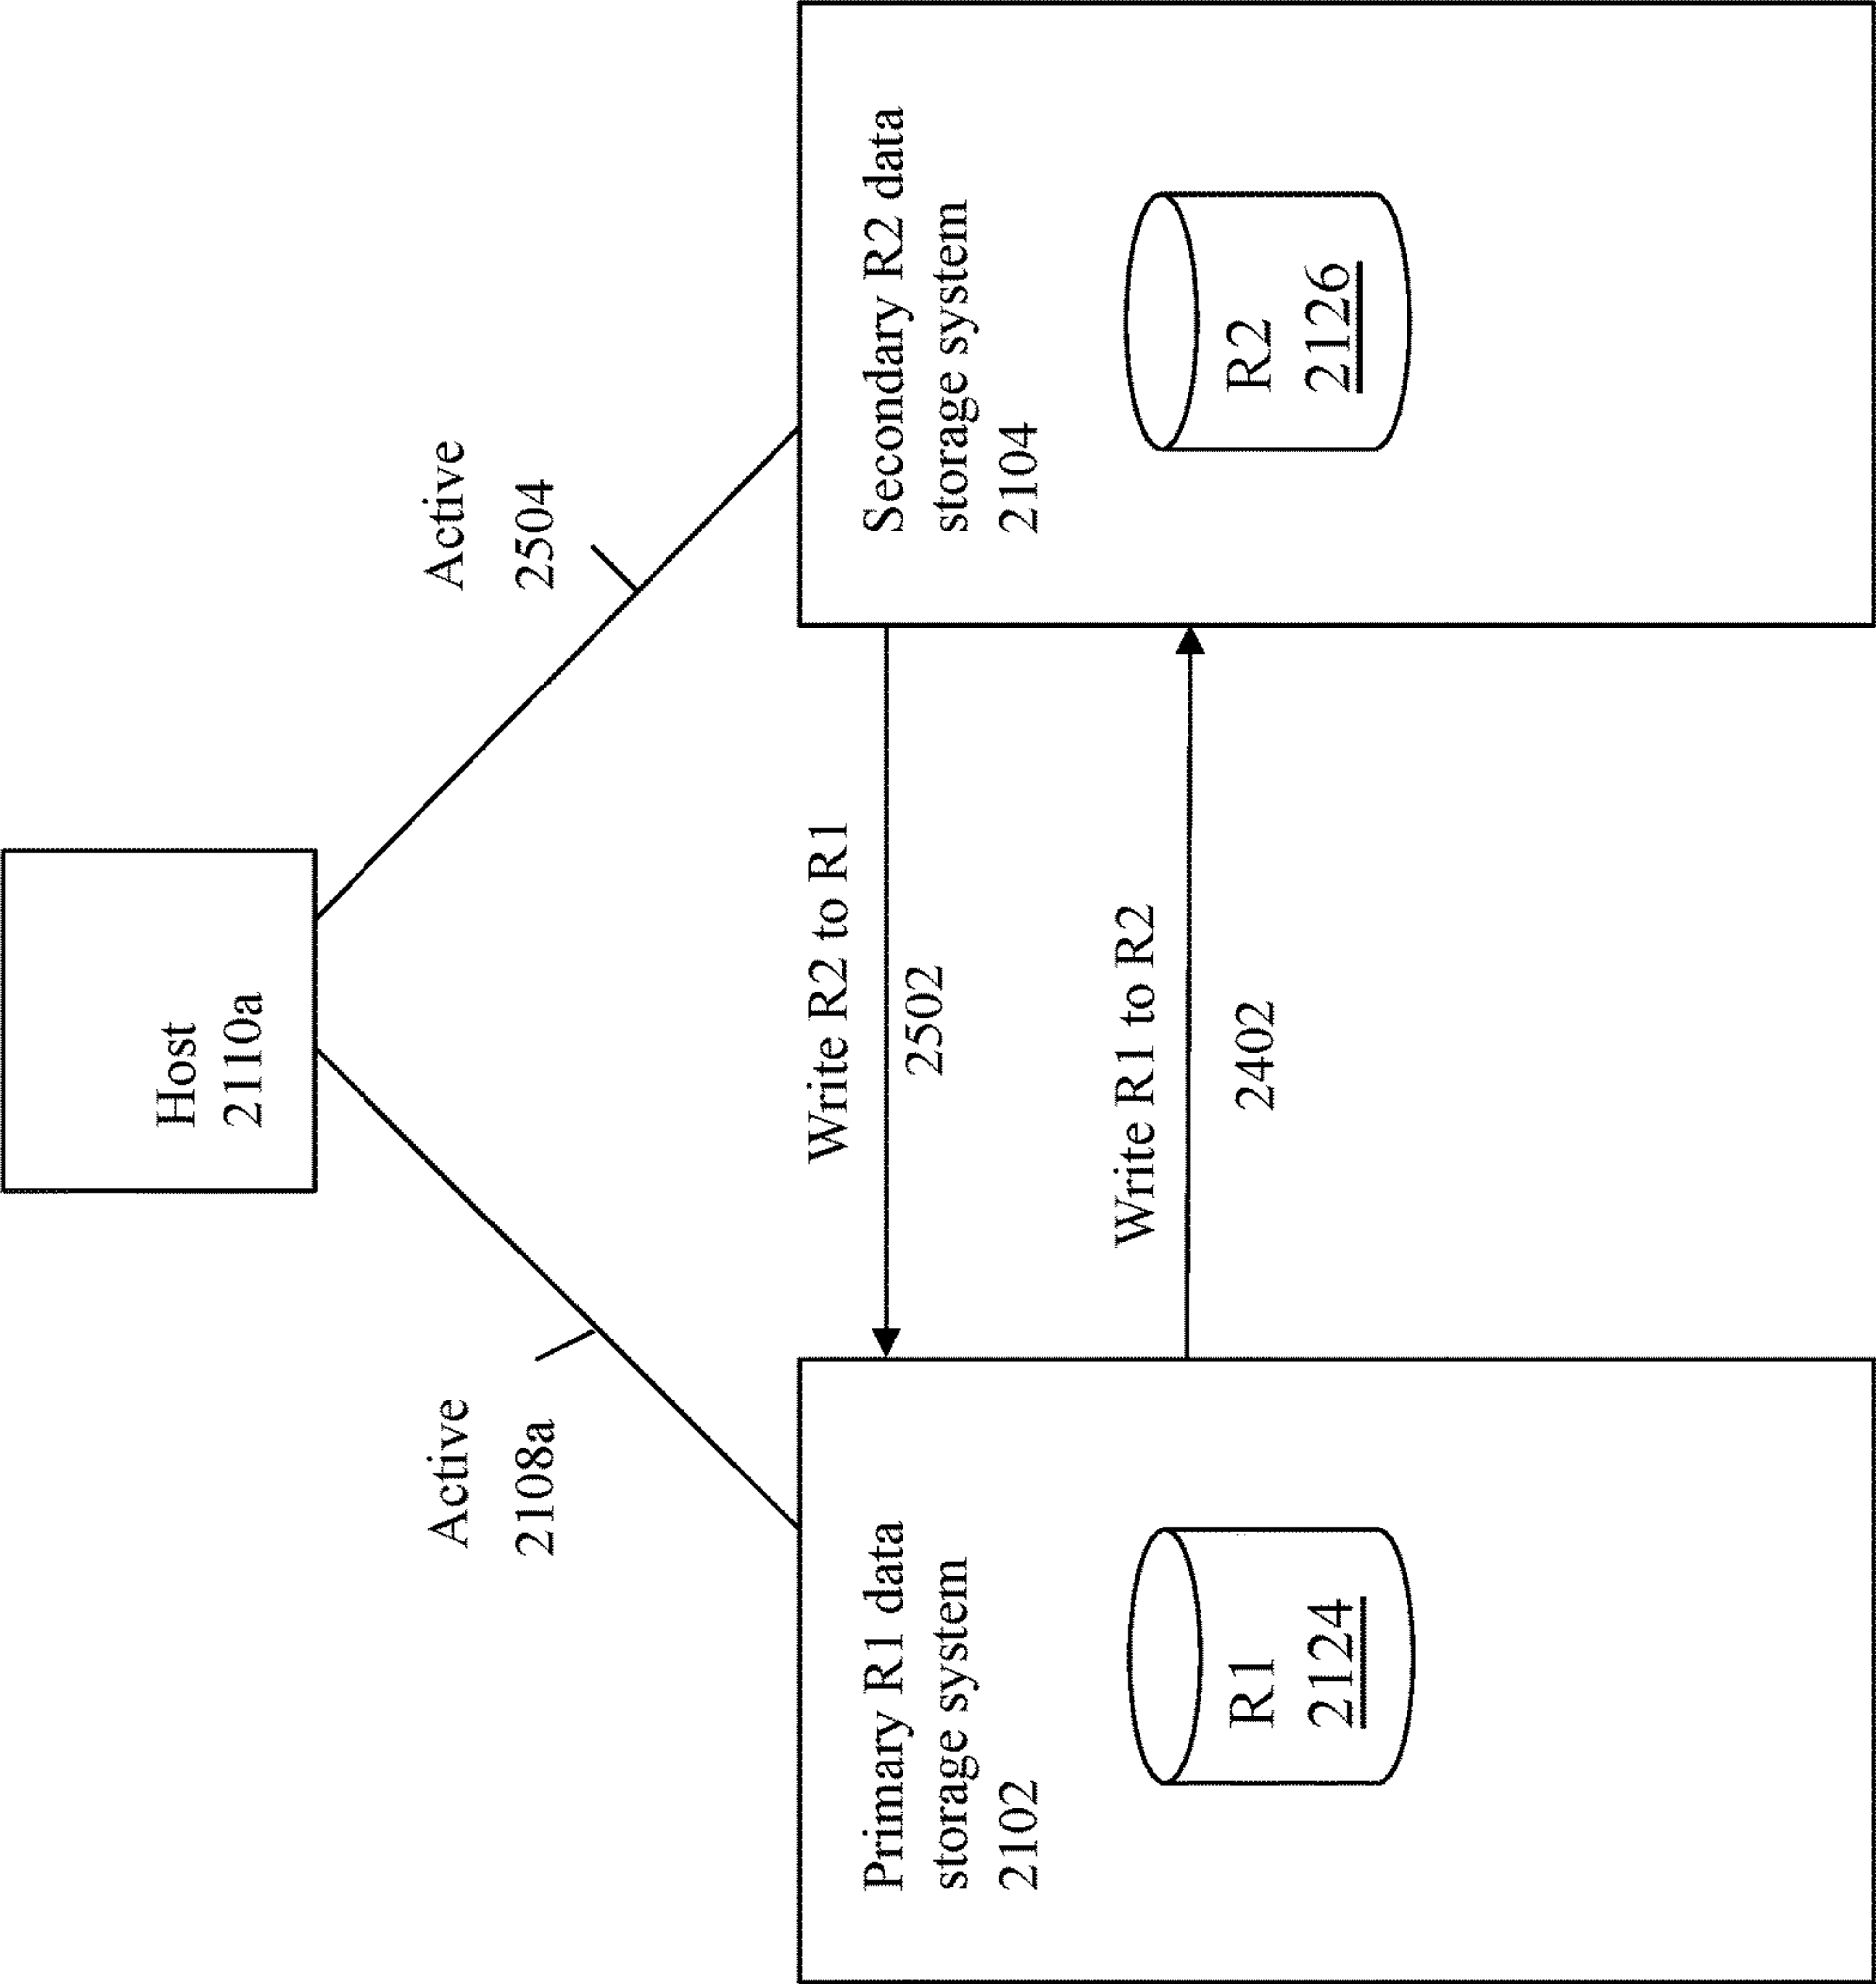 Host
2110a
Active
2108a
Active
2504
Primary R1 data
storage system
2102
R1
2124
Write R2 to R1
2502
Write R1 to R2
2402
Secondary R2 data
storage system
2104
R2
2126